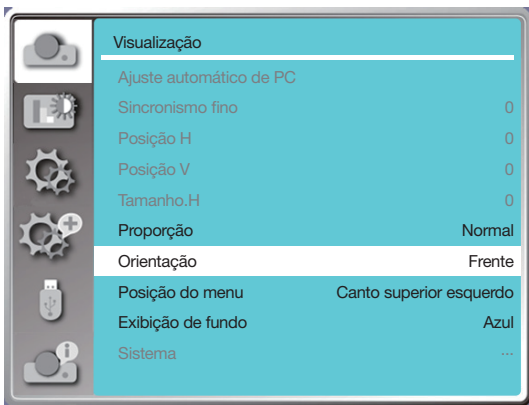 Visualização
Ajuste automático de PC
Sincronismo fino 0
Posição H 0
Posição V 0
Tamanho.H 0
Proporção Normal
Orientação Frente
Posição do menu Canto superior esquerdo
Exibição de fundo Azul
Sistema ...